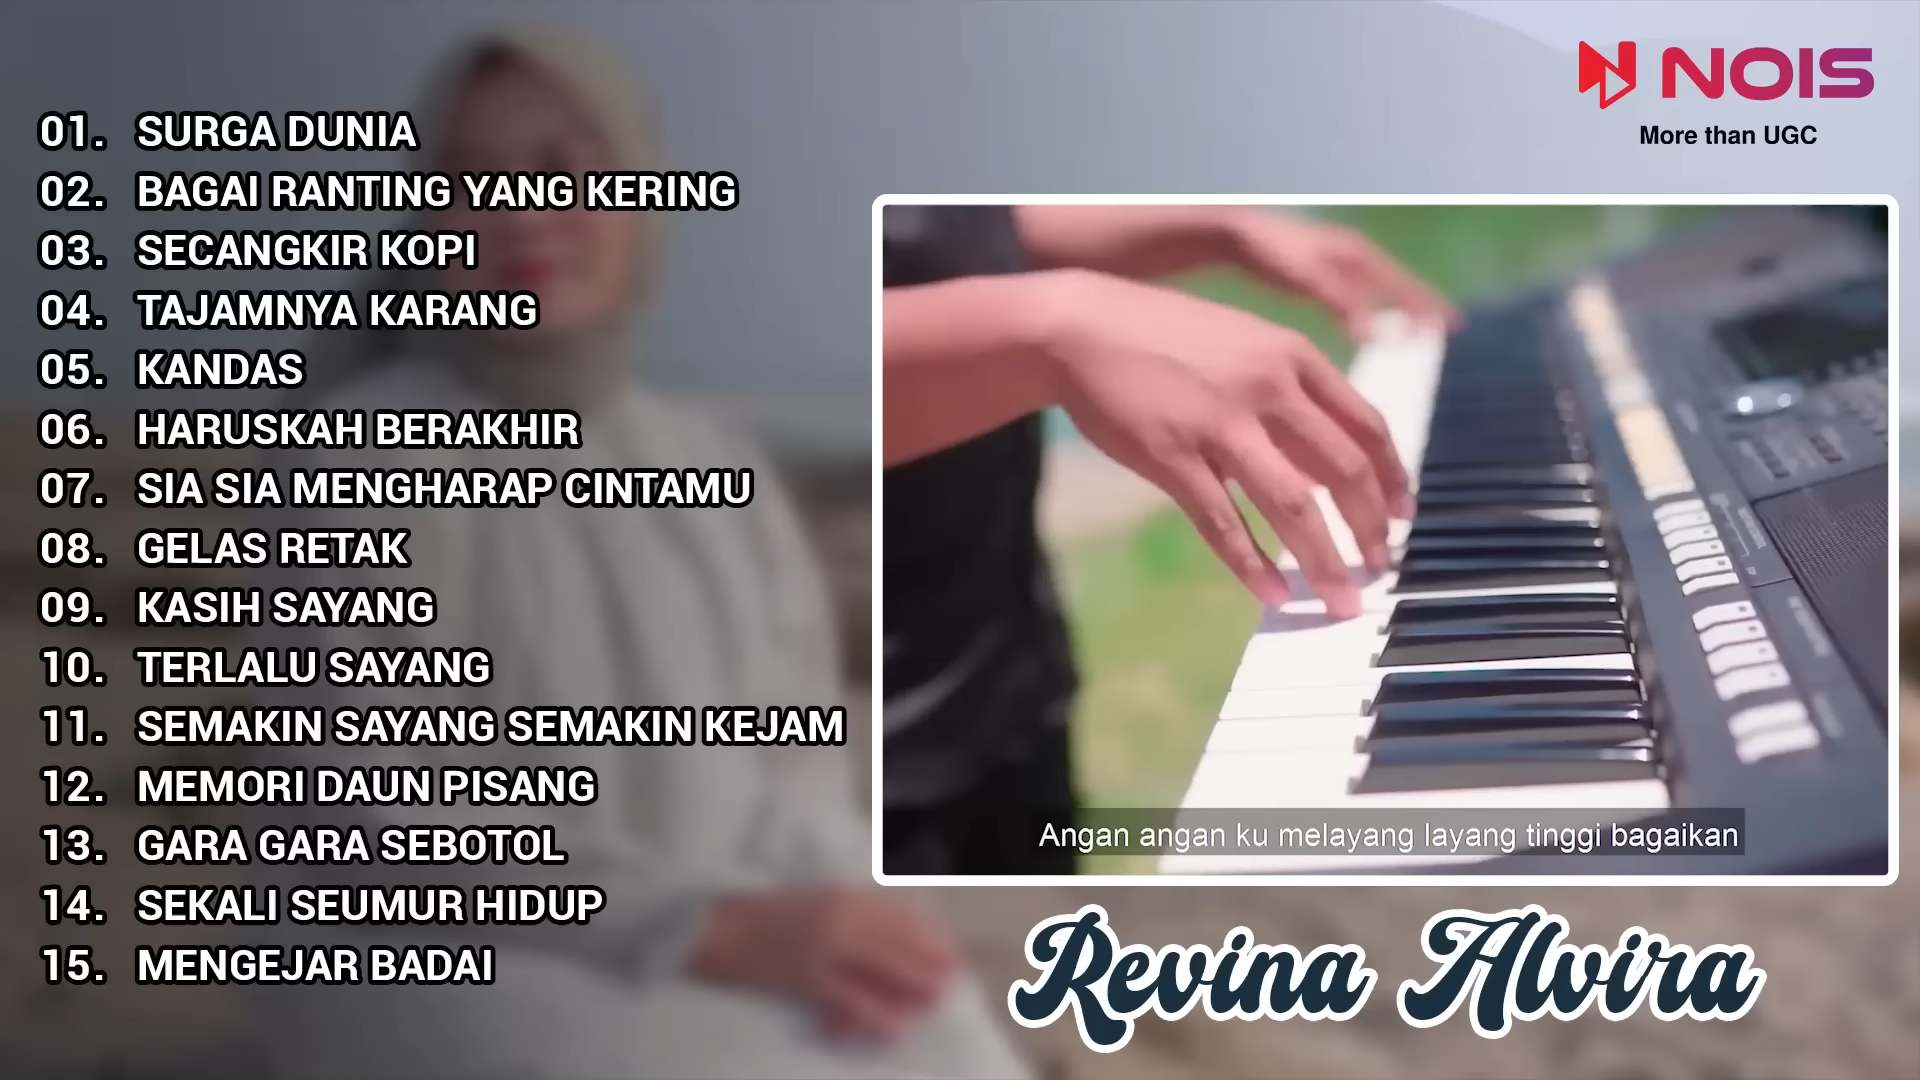 NOIS
More than UGC
01. SURGA DUNIA
02. BAGAI RANTING YANG KERING
03. SECANGKIR KOPI
04. TAJAMNYA KARANG
05. KANDAS
06. HARUSKAH BERAKHIR
07. SIA SIA MENGHARAP CINTAMU
08. GELAS RETAK
09. KASIH SAYANG
10. TERLALU SAYANG
11. SEMAKIN SAYANG SEMAKIN KEJAM
12. MEMORI DAUN PISANG
13. GARA GARA SEBOTOL
14. SEKALI SEUMUR HIDUP
15. MENGEJAR BADAI
Angan angan ku melayang layang tinggi bagaikan
Revina Alvira